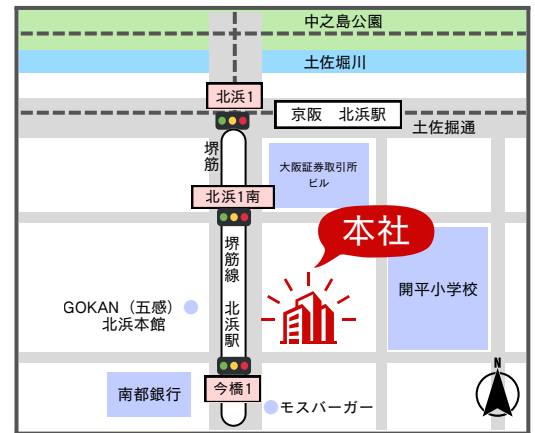 中之島公園
土佐堀川
北浜1
京阪 北浜駅
土佐掘通
堺筋
大阪証券取引所
ビル
北浜1南
本社
堺筋線 北浜駅
開平小学校
GOKAN（五感）
北浜本館
N
今橋1
南都銀行
モスバーガー